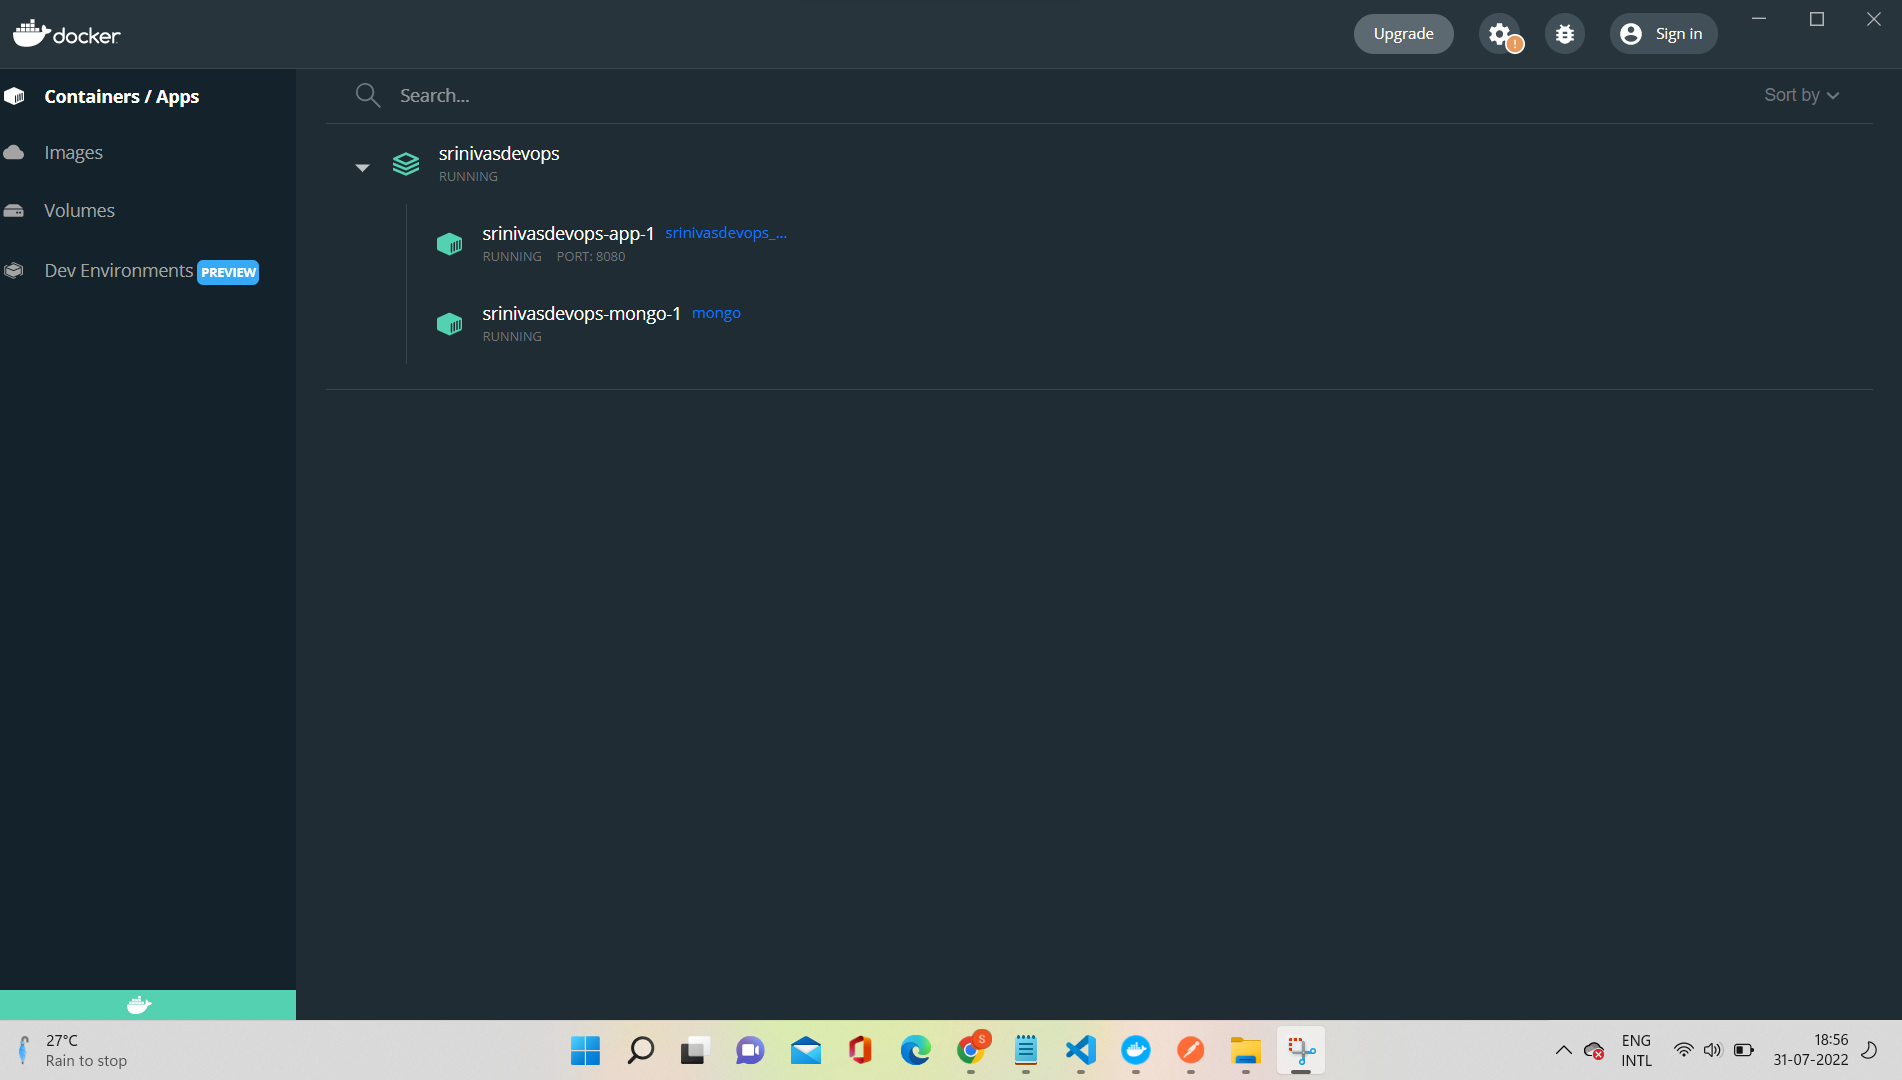 docker
Upgrade
Sign in
Containers / Apps
Images
Volumes
Dev Environments PREVIEW
Search...
Sort by
srinivasdevops
RUNNING
srinivasdevops-app-1 srinivasdevops_...
RUNNING PORT: 8080
srinivasdevops-mongo-1 mongo
RUNNING
27°C
Rain to stop
S
ENG
INTL
18:56
31-07-2022